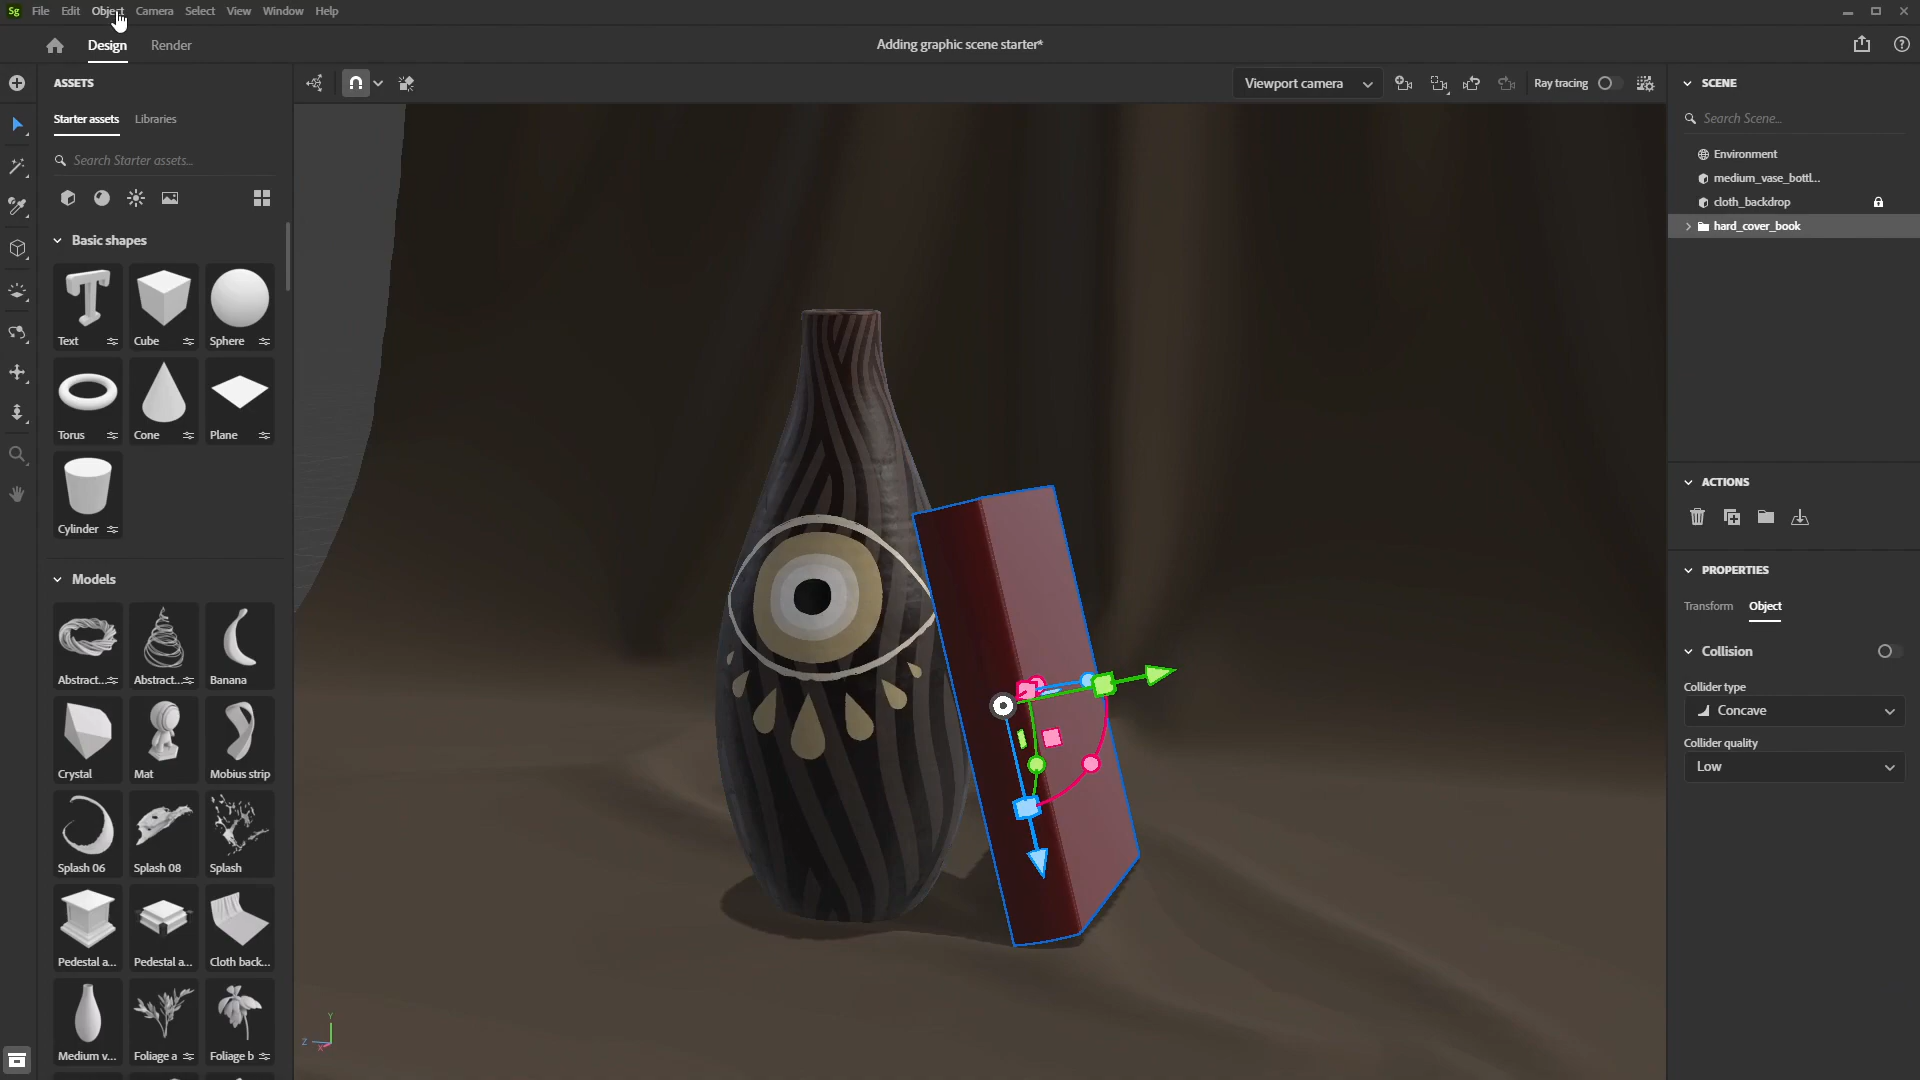 Sg File Edit Object Camera Select View Window Help
Design Render
Adding graphic scene starter*
ASSETS
Starter assets Libraries
Search Starter assets...
Basic shapes
Text Cube Sphere
Torus Cone Plane
Cylinder
Models
Abstract... Abstract... Banana
Crystal Mat Mobius strip
Splash 06 Splash 08 Splash
Pedestal a... Pedestal a... Cloth back...
Medium v... Foliage a Foliage b
Viewport camera
Ray tracing
Y
Z
X
SCENE
Search Scene...
Environment
medium_vase_bottl...
cloth_backdrop
hard_cover_book
ACTIONS
PROPERTIES
Transform Object
Collision
Collider type
Concave
Collider quality
Low